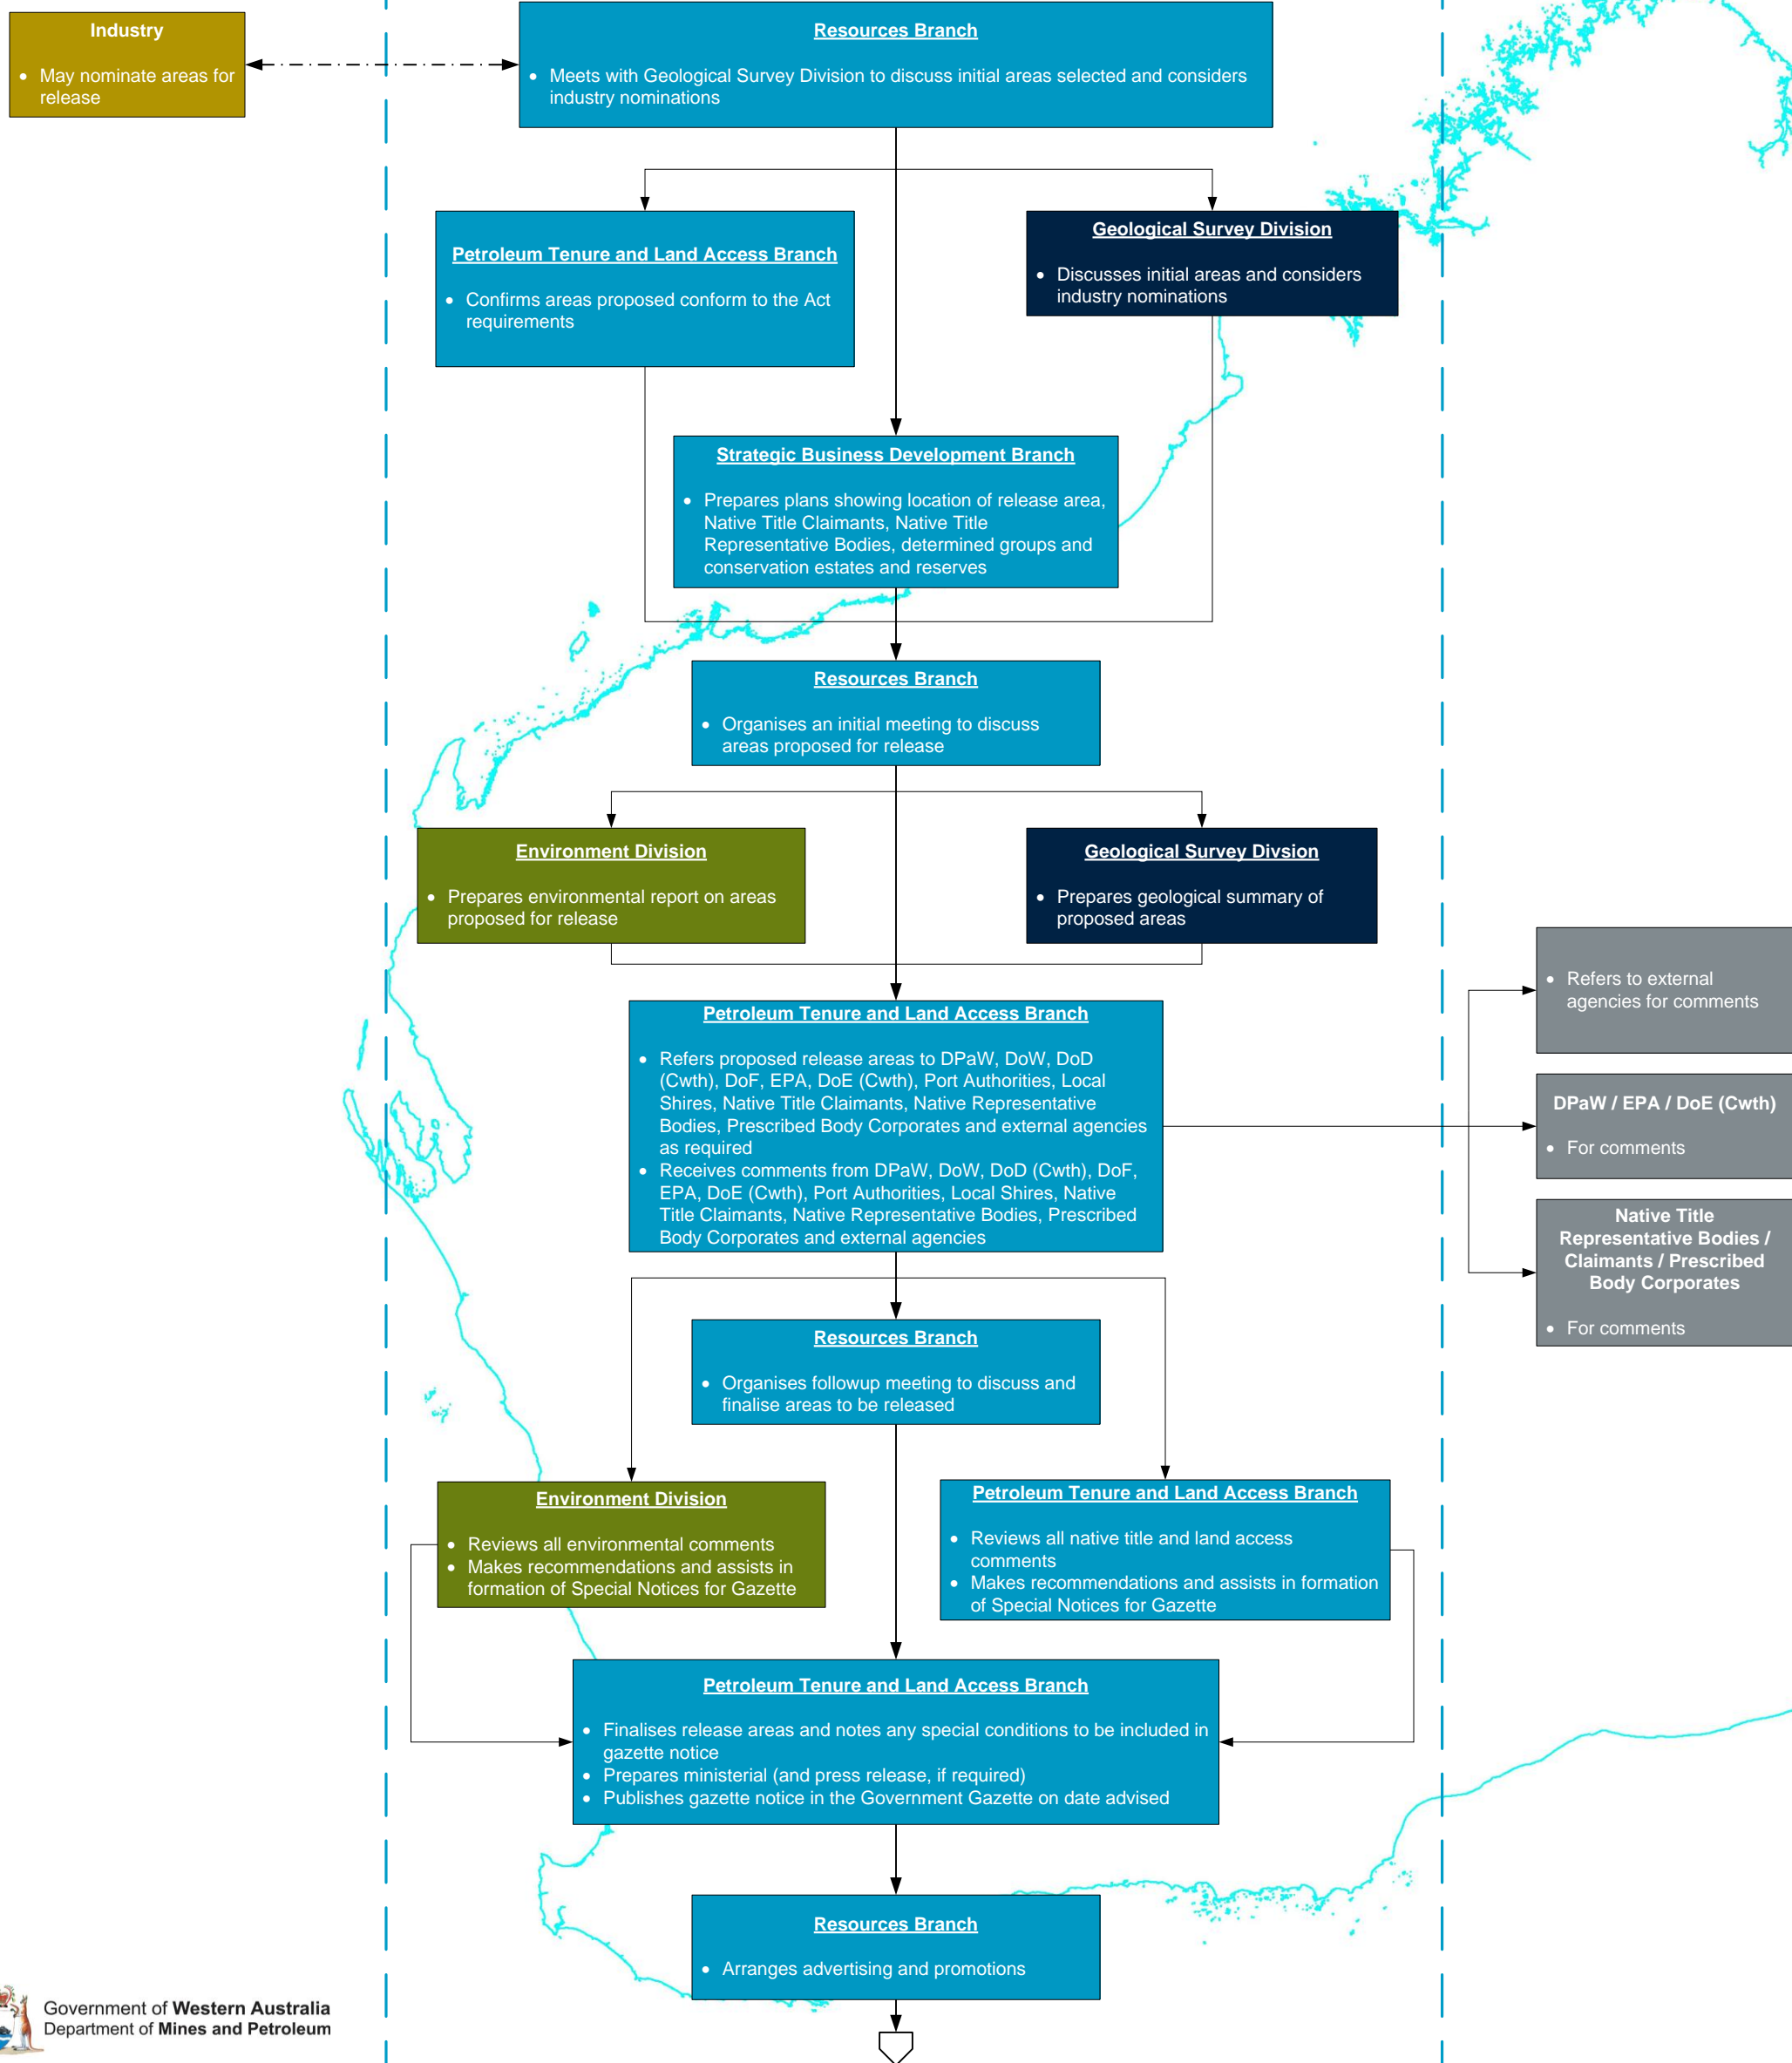 Industry
• May nominate areas for
release
Resources Branch
• Meets with Geological Survey Division to discuss initial areas selected and considers
industry nominations
Petroleum Tenure and Land Access Branch
• Confirms areas proposed conform to the Act
requirements
Geological Survey Division
• Discusses initial areas and considers
industry nominations
Strategic Business Development Branch
• Prepares plans showing location of release area,
Native Title Claimants, Native Title
Representative Bodies, determined groups and
conservation estates and reserves
Resources Branch
• Organises an initial meeting to discuss
areas proposed for release
Environment Division
• Prepares environmental report on areas
proposed for release
Geological Survey Divsion
• Prepares geological summary of
proposed areas
Petroleum Tenure and Land Access Branch
• Refers proposed release areas to DPaW, DoW, DoD
(Cwth), DoF, EPA, DoE (Cwth), Port Authorities, Local
Shires, Native Title Claimants, Native Representative
Bodies, Prescribed Body Corporates and external agencies
as required
• Receives comments from DPaW, DoW, DoD (Cwth), DoF,
EPA, DoE (Cwth), Port Authorities, Local Shires, Native
Title Claimants, Native Representative Bodies, Prescribed
Body Corporates and external agencies
• Refers to external
agencies for comments
DPaW / EPA / DoE (Cwth)
• For comments
Native Title
Representative Bodies /
Claimants / Prescribed
Body Corporates
• For comments
Resources Branch
• Organises followup meeting to discuss and
finalise areas to be released
Environment Division
• Reviews all environmental comments
• Makes recommendations and assists in
formation of Special Notices for Gazette
Petroleum Tenure and Land Access Branch
• Reviews all native title and land access
comments
• Makes recommendations and assists in formation
of Special Notices for Gazette
Petroleum Tenure and Land Access Branch
• Finalises release areas and notes any special conditions to be included in
gazette notice
• Prepares ministerial (and press release, if required)
• Publishes gazette notice in the Government Gazette on date advised
Resources Branch
• Arranges advertising and promotions
Government of Western Australia
Department of Mines and Petroleum